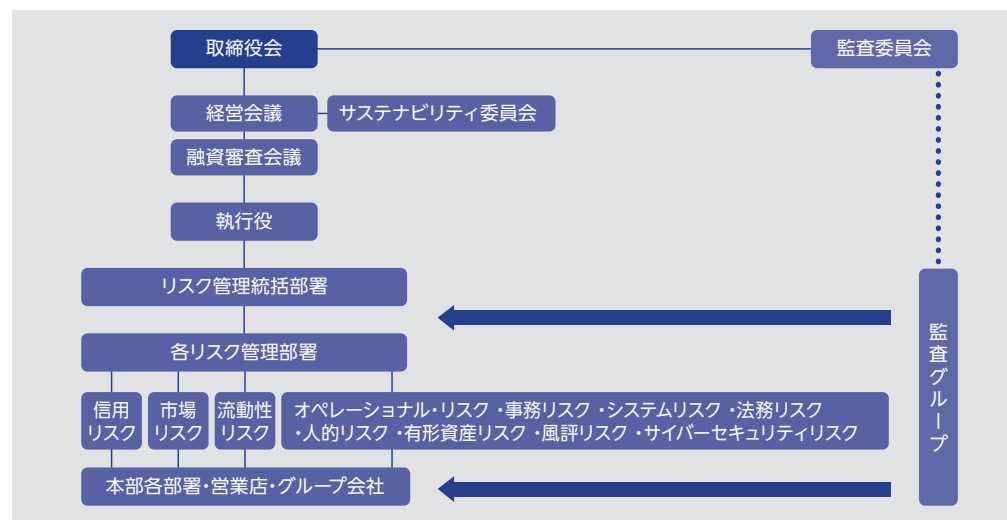 取締役会
監査委員会
経営会議
サステナビリティ委員会
融資審査会議
執行役
リスク管理統括部署
各リスク管理部署
信用
リスク
市場
リスク
流動性
リスク
オペレーショナル・リスク ・事務リスク ・システムリスク ・法務リスク
・人的リスク ・有形資産リスク ・風評リスク ・サイバーセキュリティリスク
本部各部署・営業店・グループ会社
監査グループ